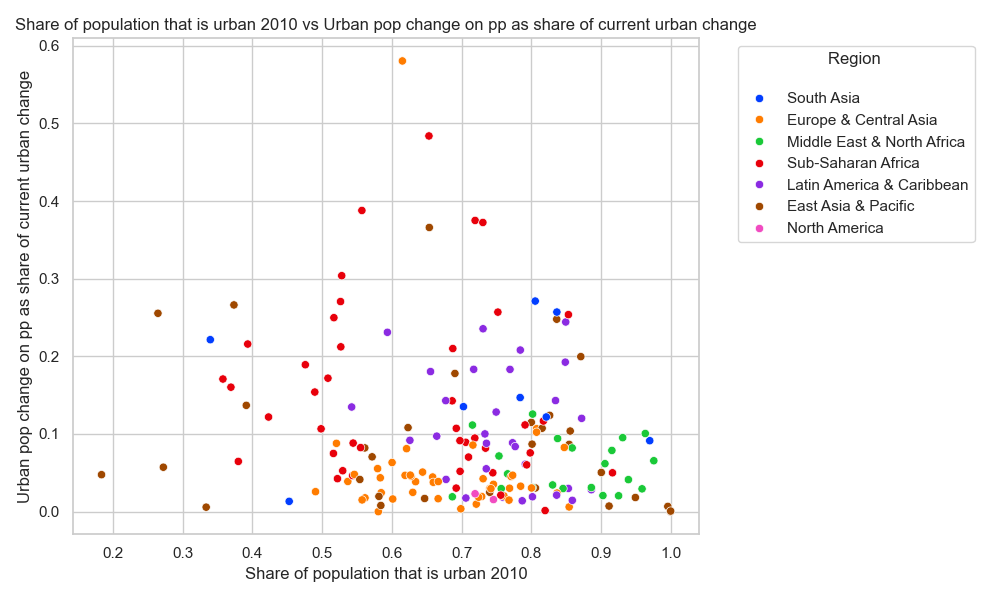 Share of population that is urban 2010 vs Urban pop change on pp as share of current urban change
Urban pop change on pp as share of current urban change
0.6
0.5
0.4
0.3
0.2
0.1
0.0
0.2 0.3 0.4 0.5 0.6 0.7 0.8 0.9 1.0
Share of population that is urban 2010
Region
South Asia
Europe & Central Asia
Middle East & North Africa
Sub-Saharan Africa
Latin America & Caribbean
East Asia & Pacific
North America